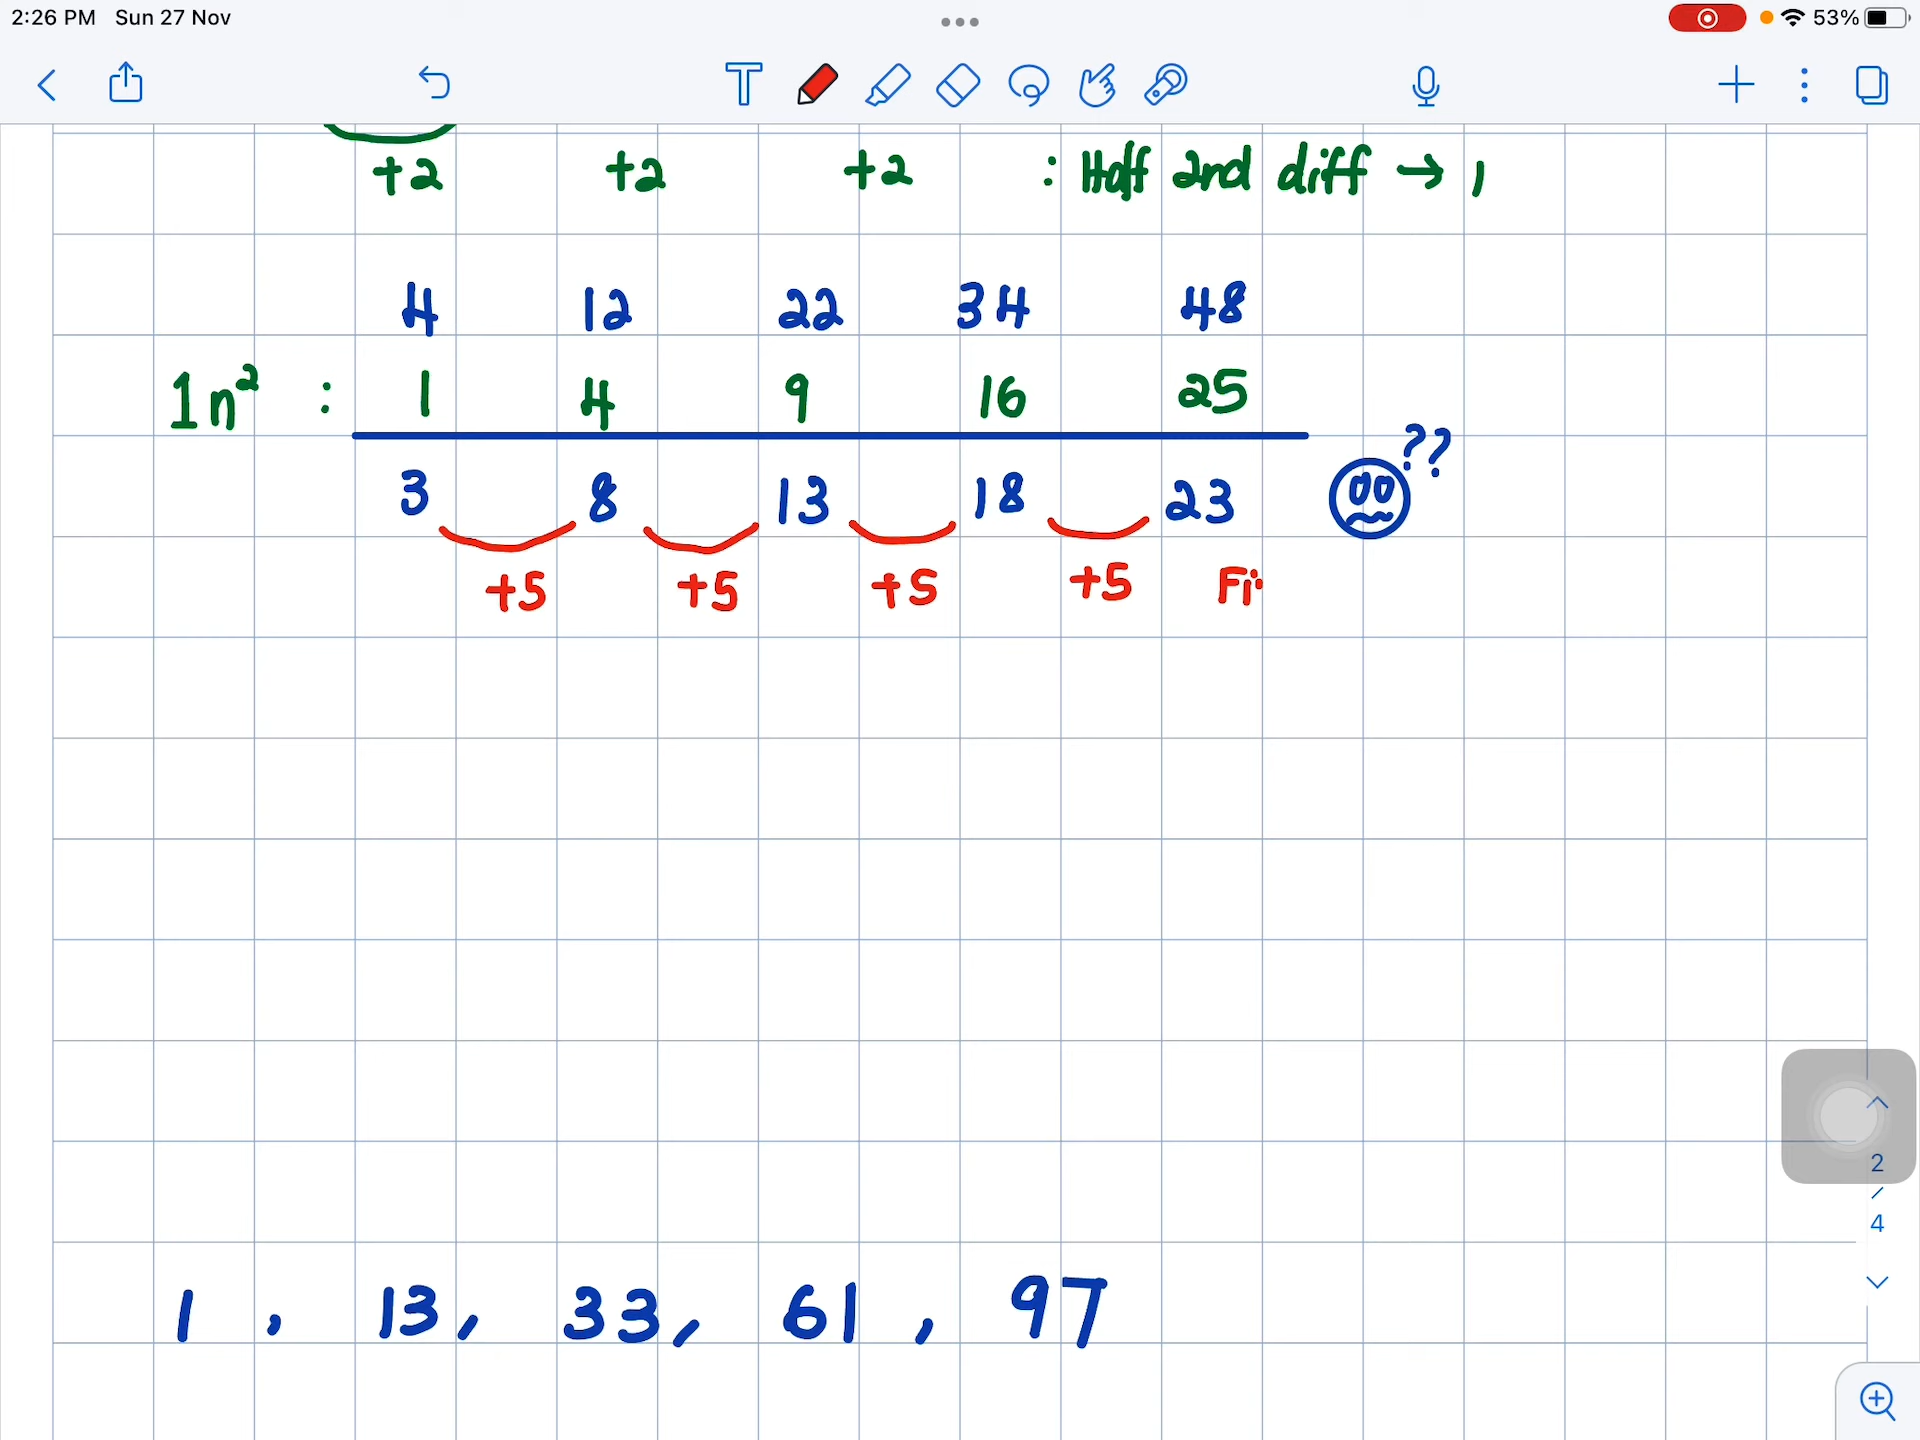 2:26 PM Sun 27 Nov 53%
T
+2 +2 +2 : Half 2nd diff → 1
4 12 22 34 48
1n² : 1 4 9 16 25
??
3 8 13 18 23
+5 +5 +5 +5 Fi
2
/
4
1 , 13, 33, 61, 97